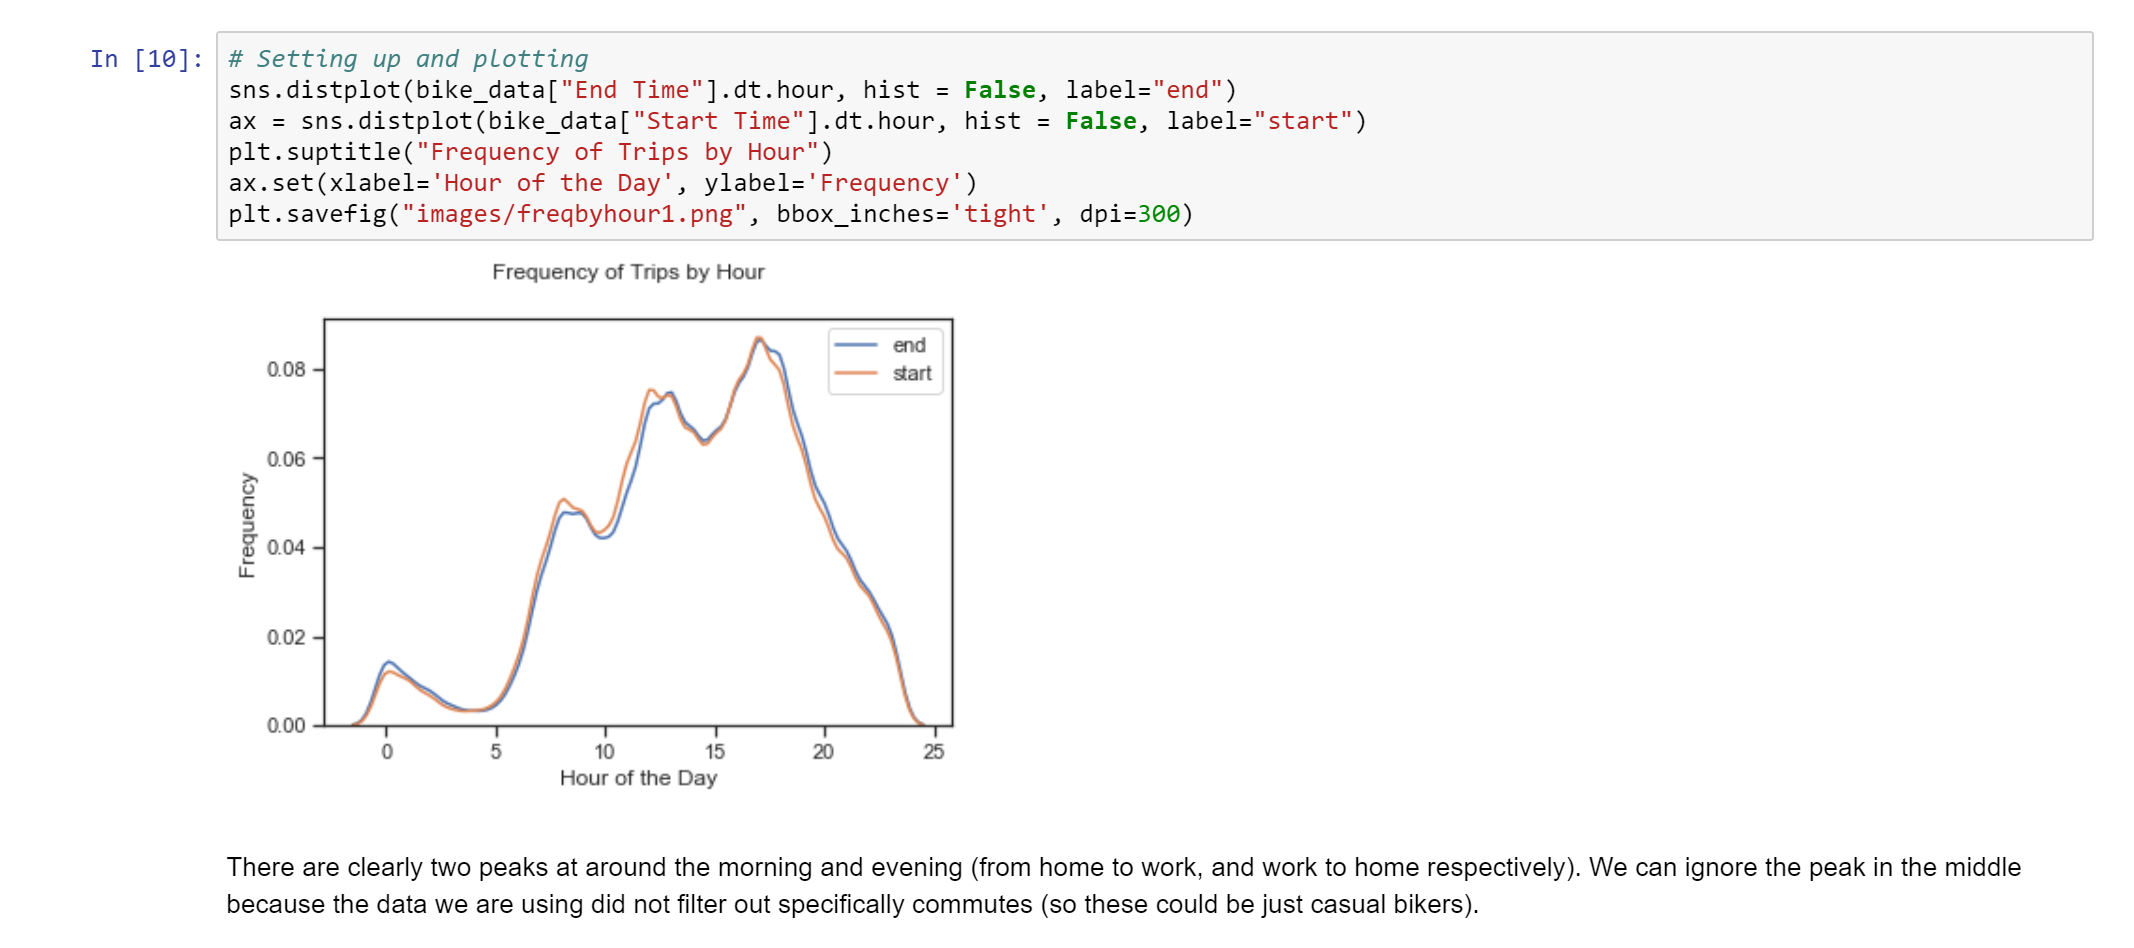 In [10]:
# Setting up and plotting
sns.distplot(bike_data["End Time"].dt.hour, hist = False, label="end")
ax = sns.distplot(bike_data["Start Time"].dt.hour, hist = False, label="start")
plt.suptitle("Frequency of Trips by Hour")
ax.set(xlabel='Hour of the Day', ylabel='Frequency')
plt.savefig("images/freqbyhour1.png", bbox_inches='tight', dpi=300)
Frequency of Trips by Hour
end
start
0.08
0.06
0.04
0.02
0.00
Frequency
0 5 10 15 20 25
Hour of the Day
There are clearly two peaks at around the morning and evening (from home to work, and work to home respectively). We can ignore the peak in the middle
because the data we are using did not filter out specifically commutes (so these could be just casual bikers).